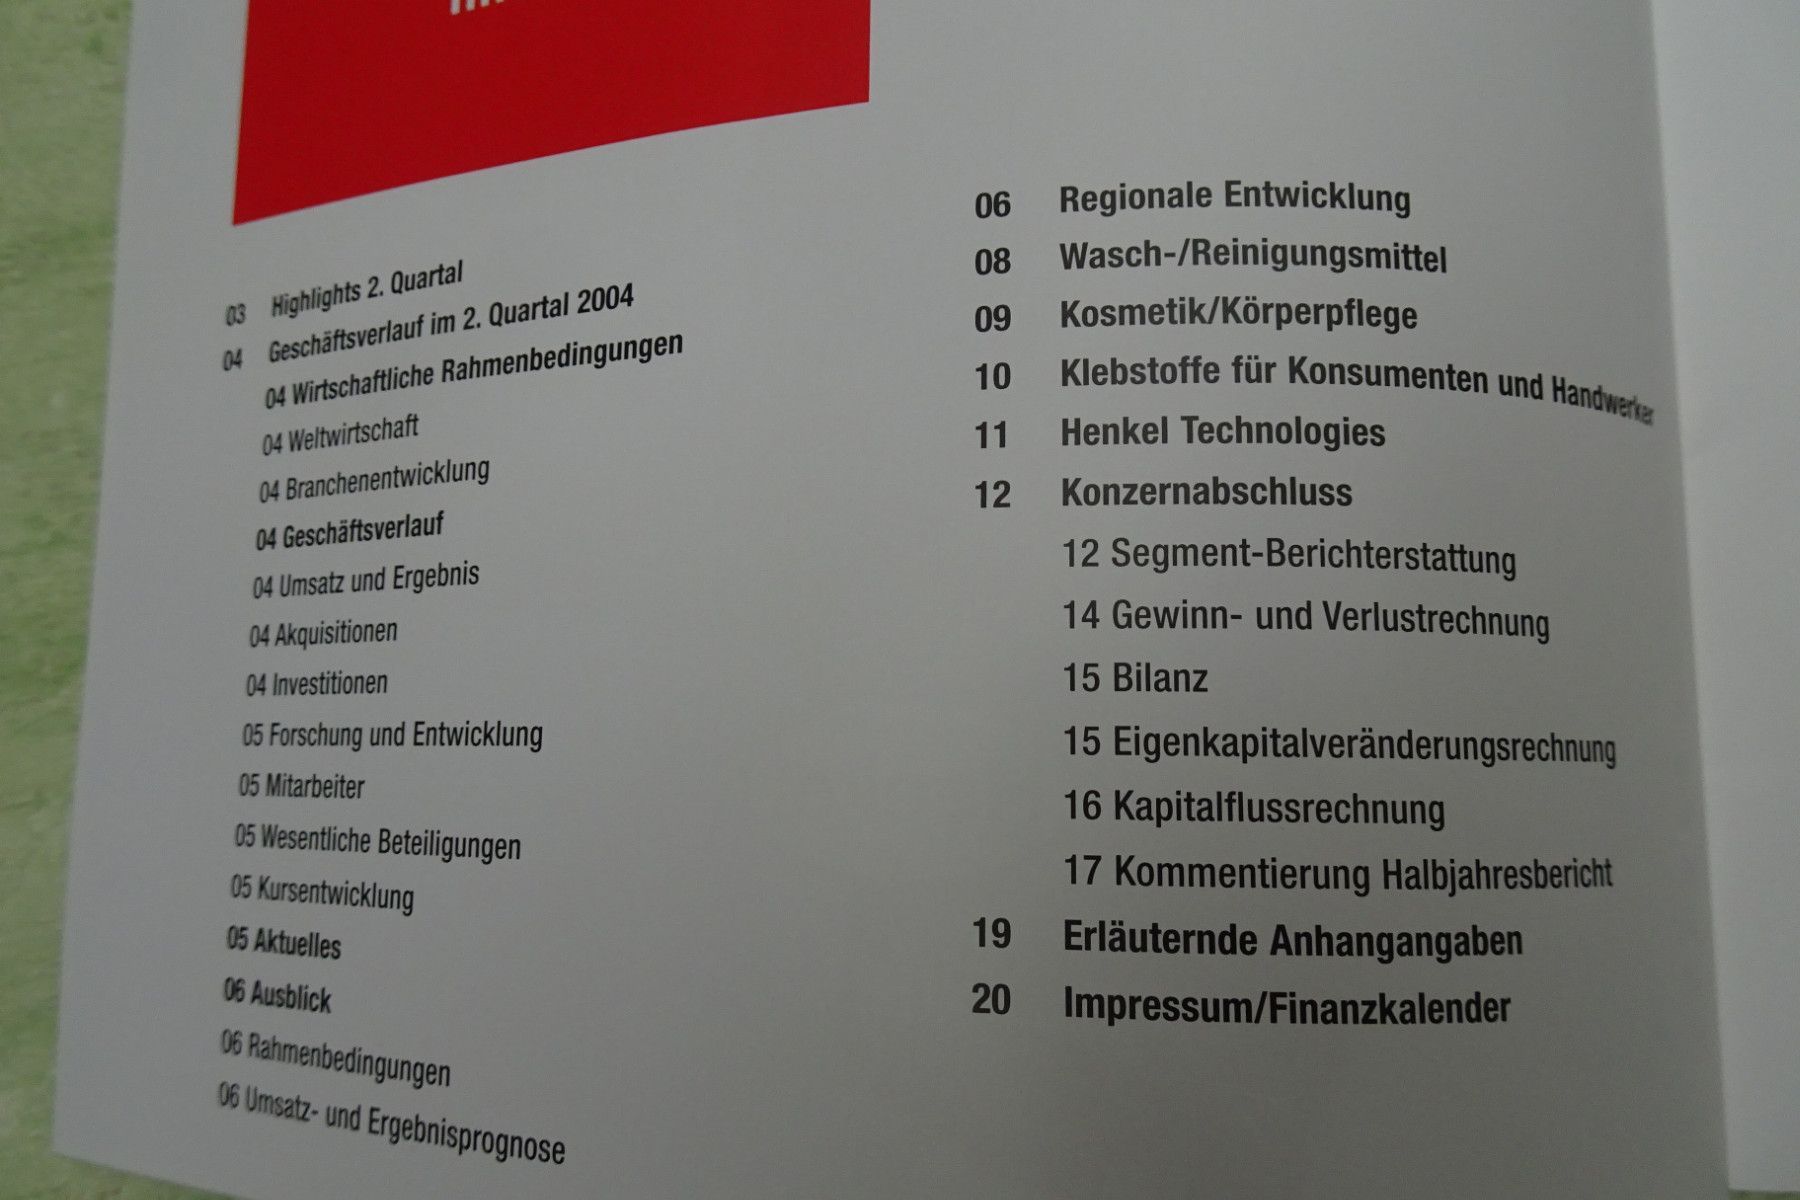 03 Highlights 2. Quartal
04 Geschäftsverlauf im 2. Quartal 2004
04 Wirtschaftliche Rahmenbedingungen
04 Weltwirtschaft
04 Branchenentwicklung
04 Geschäftsverlauf
04 Umsatz und Ergebnis
04 Akquisitionen
04 Investitionen
05 Forschung und Entwicklung
05 Mitarbeiter
05 Wesentliche Beteiligungen
05 Kursentwicklung
05 Aktuelles
06 Ausblick
06 Rahmenbedingungen
06 Umsatz- und Ergebnisprognose
06 Regionale Entwicklung
08 Wasch-/Reinigungsmittel
09 Kosmetik/Körperpflege
10 Klebstoffe für Konsumenten und Handwerker
11 Henkel Technologies
12 Konzernabschluss
12 Segment-Berichterstattung
14 Gewinn- und Verlustrechnung
15 Bilanz
15 Eigenkapitalveränderungsrechnung
16 Kapitalflussrechnung
17 Kommentierung Halbjahresbericht
19 Erläuternde Anhangangaben
20 Impressum/Finanzkalender